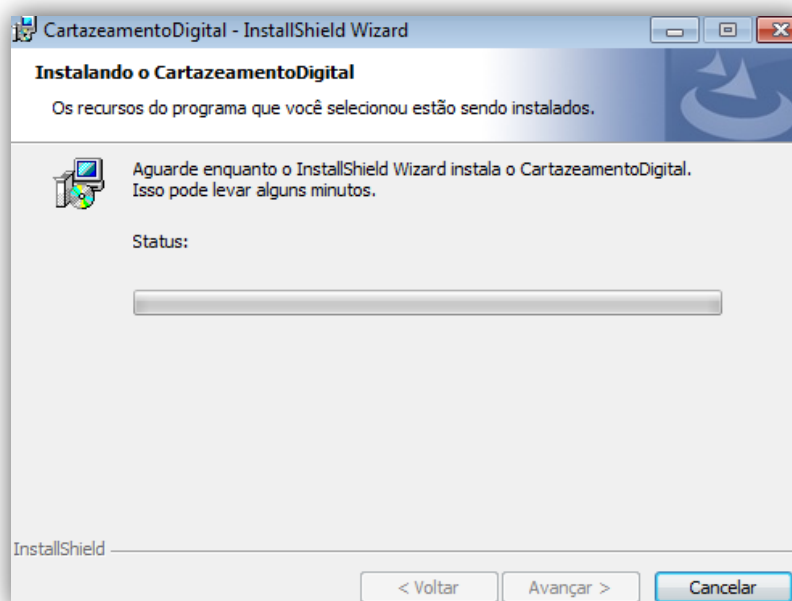 CartazeamentoDigital - InstallShield Wizard
Instalando o CartazeamentoDigital
Os recursos do programa que você selecionou estão sendo instalados.
Aguarde enquanto o InstallShield Wizard instala o CartazeamentoDigital.
Isso pode levar alguns minutos.
Status:
InstallShield
< Voltar
Avançar >
Cancelar